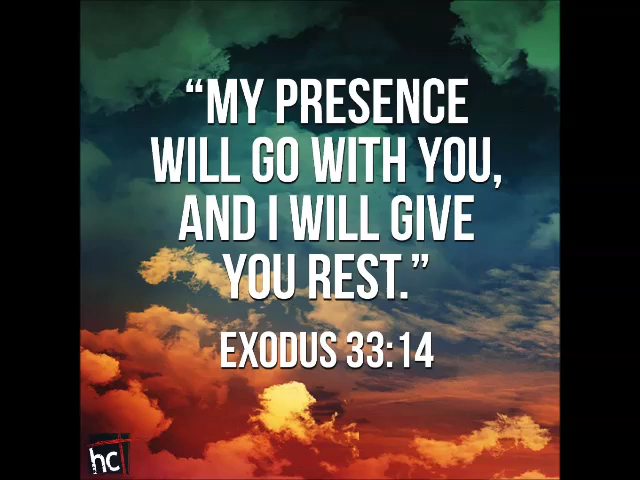 “MY PRESENCE
WILL GO WITH YOU,
AND I WILL GIVE
YOU REST.”
EXODUS 33:14
hc